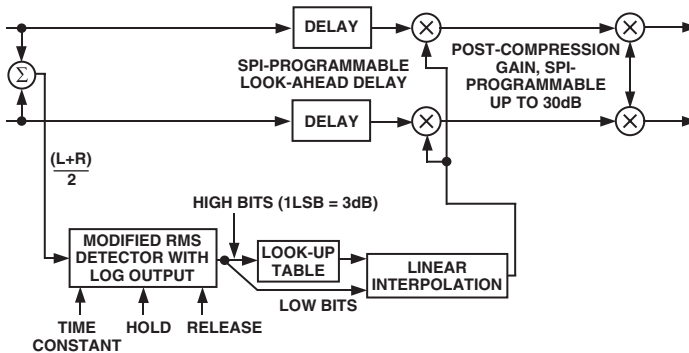 DELAY
SPI-PROGRAMMABLE
LOOK-AHEAD DELAY
POST-COMPRESSION
GAIN, SPI-
PROGRAMMABLE
UP TO 30dB
Σ
DELAY
(L+R)
2
HIGH BITS (1LSB = 3dB)
MODIFIED RMS
DETECTOR WITH
LOG OUTPUT
LOOK-UP
TABLE
LINEAR
INTERPOLATION
LOW BITS
TIME
CONSTANT
HOLD
RELEASE